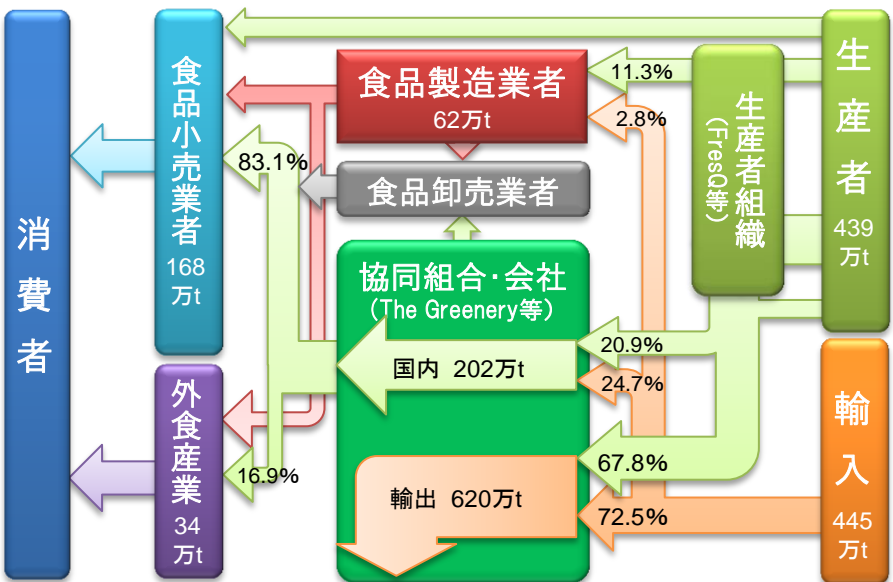 消費者
食品小売業者
168
万t
外食産業
34
万t
83.1%
16.9%
食品製造業者
62万t
食品卸売業者
協同組合・会社
(The Greenery等)
国内 202万t
輸出 620万t
11.3%
2.8%
20.9%
24.7%
67.8%
72.5%
生産者組織
(FresQ等)
生産者
439
万t
輸入
445
万t